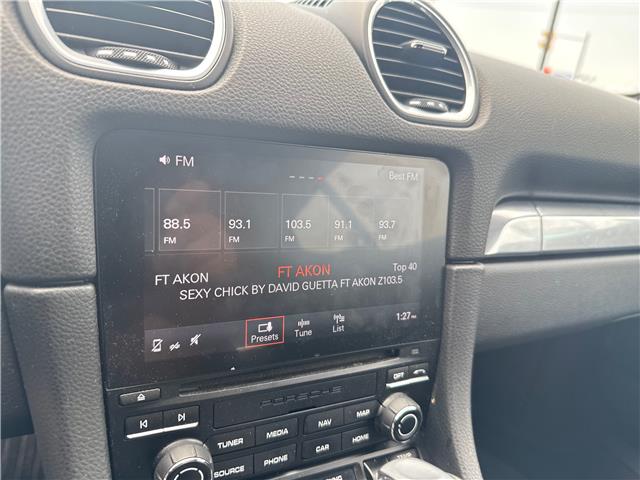 FM
Best FM
88.5 FM
93.1 FM
103.5 FM
91.1 FM
93.7 FM
FT AKON
FT AKON
Top 40
SEXY CHICK BY DAVID GUETTA FT AKON Z103.5
Presets
Tune
List
1:27 PM
OPT
PORSCHE
TUNER
MEDIA
NAV
MAP
SOURCE
PHONE
CAR
HOME